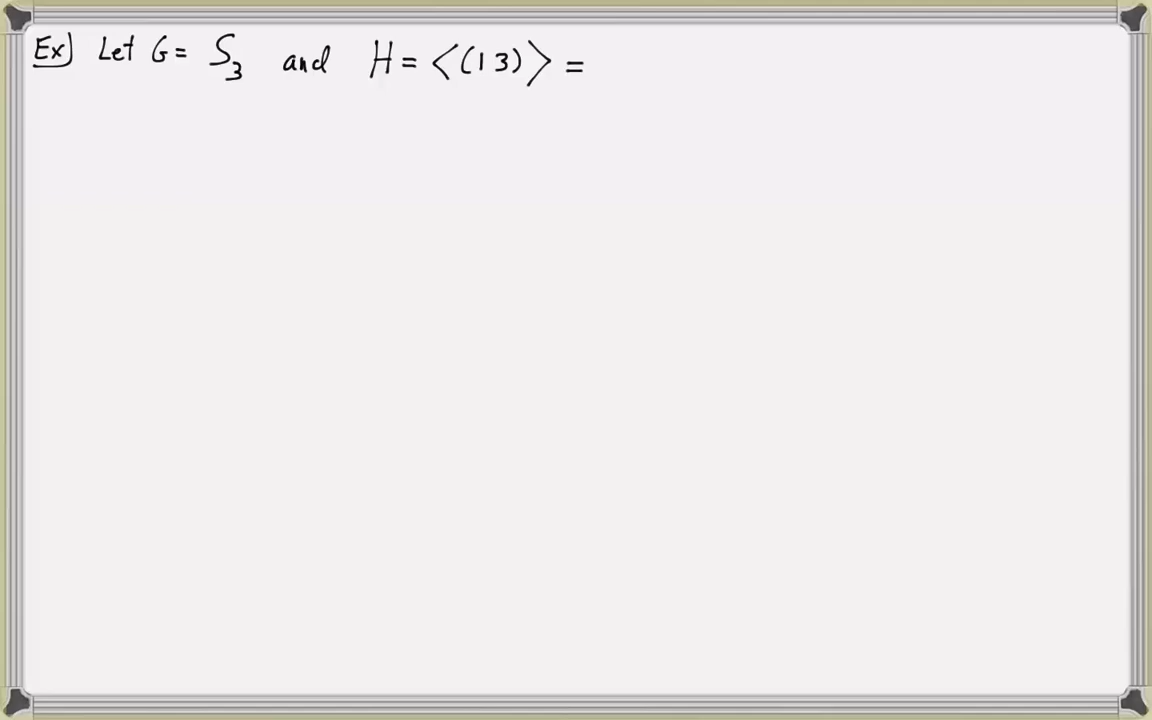 Ex) Let G = S₃ and H = ⟨(1 3)⟩ =